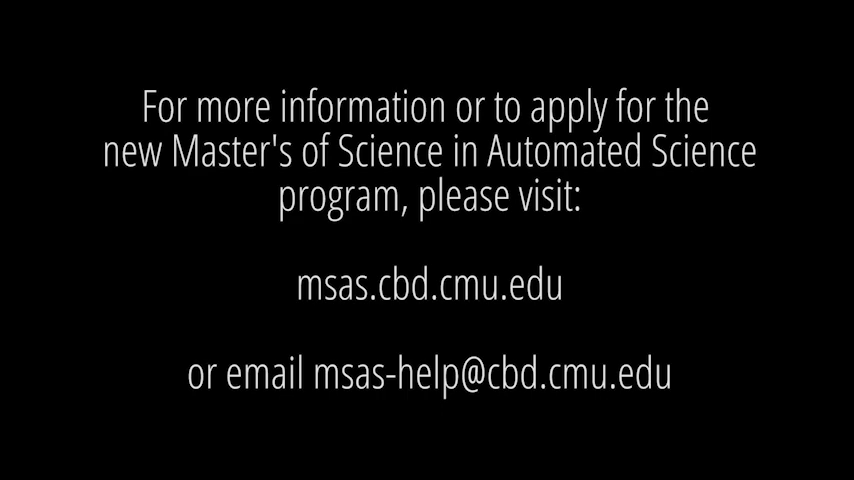 For more information or to apply for the
new Master's of Science in Automated Science
program, please visit:
msas.cbd.cmu.edu
or email msas-help@cbd.cmu.edu